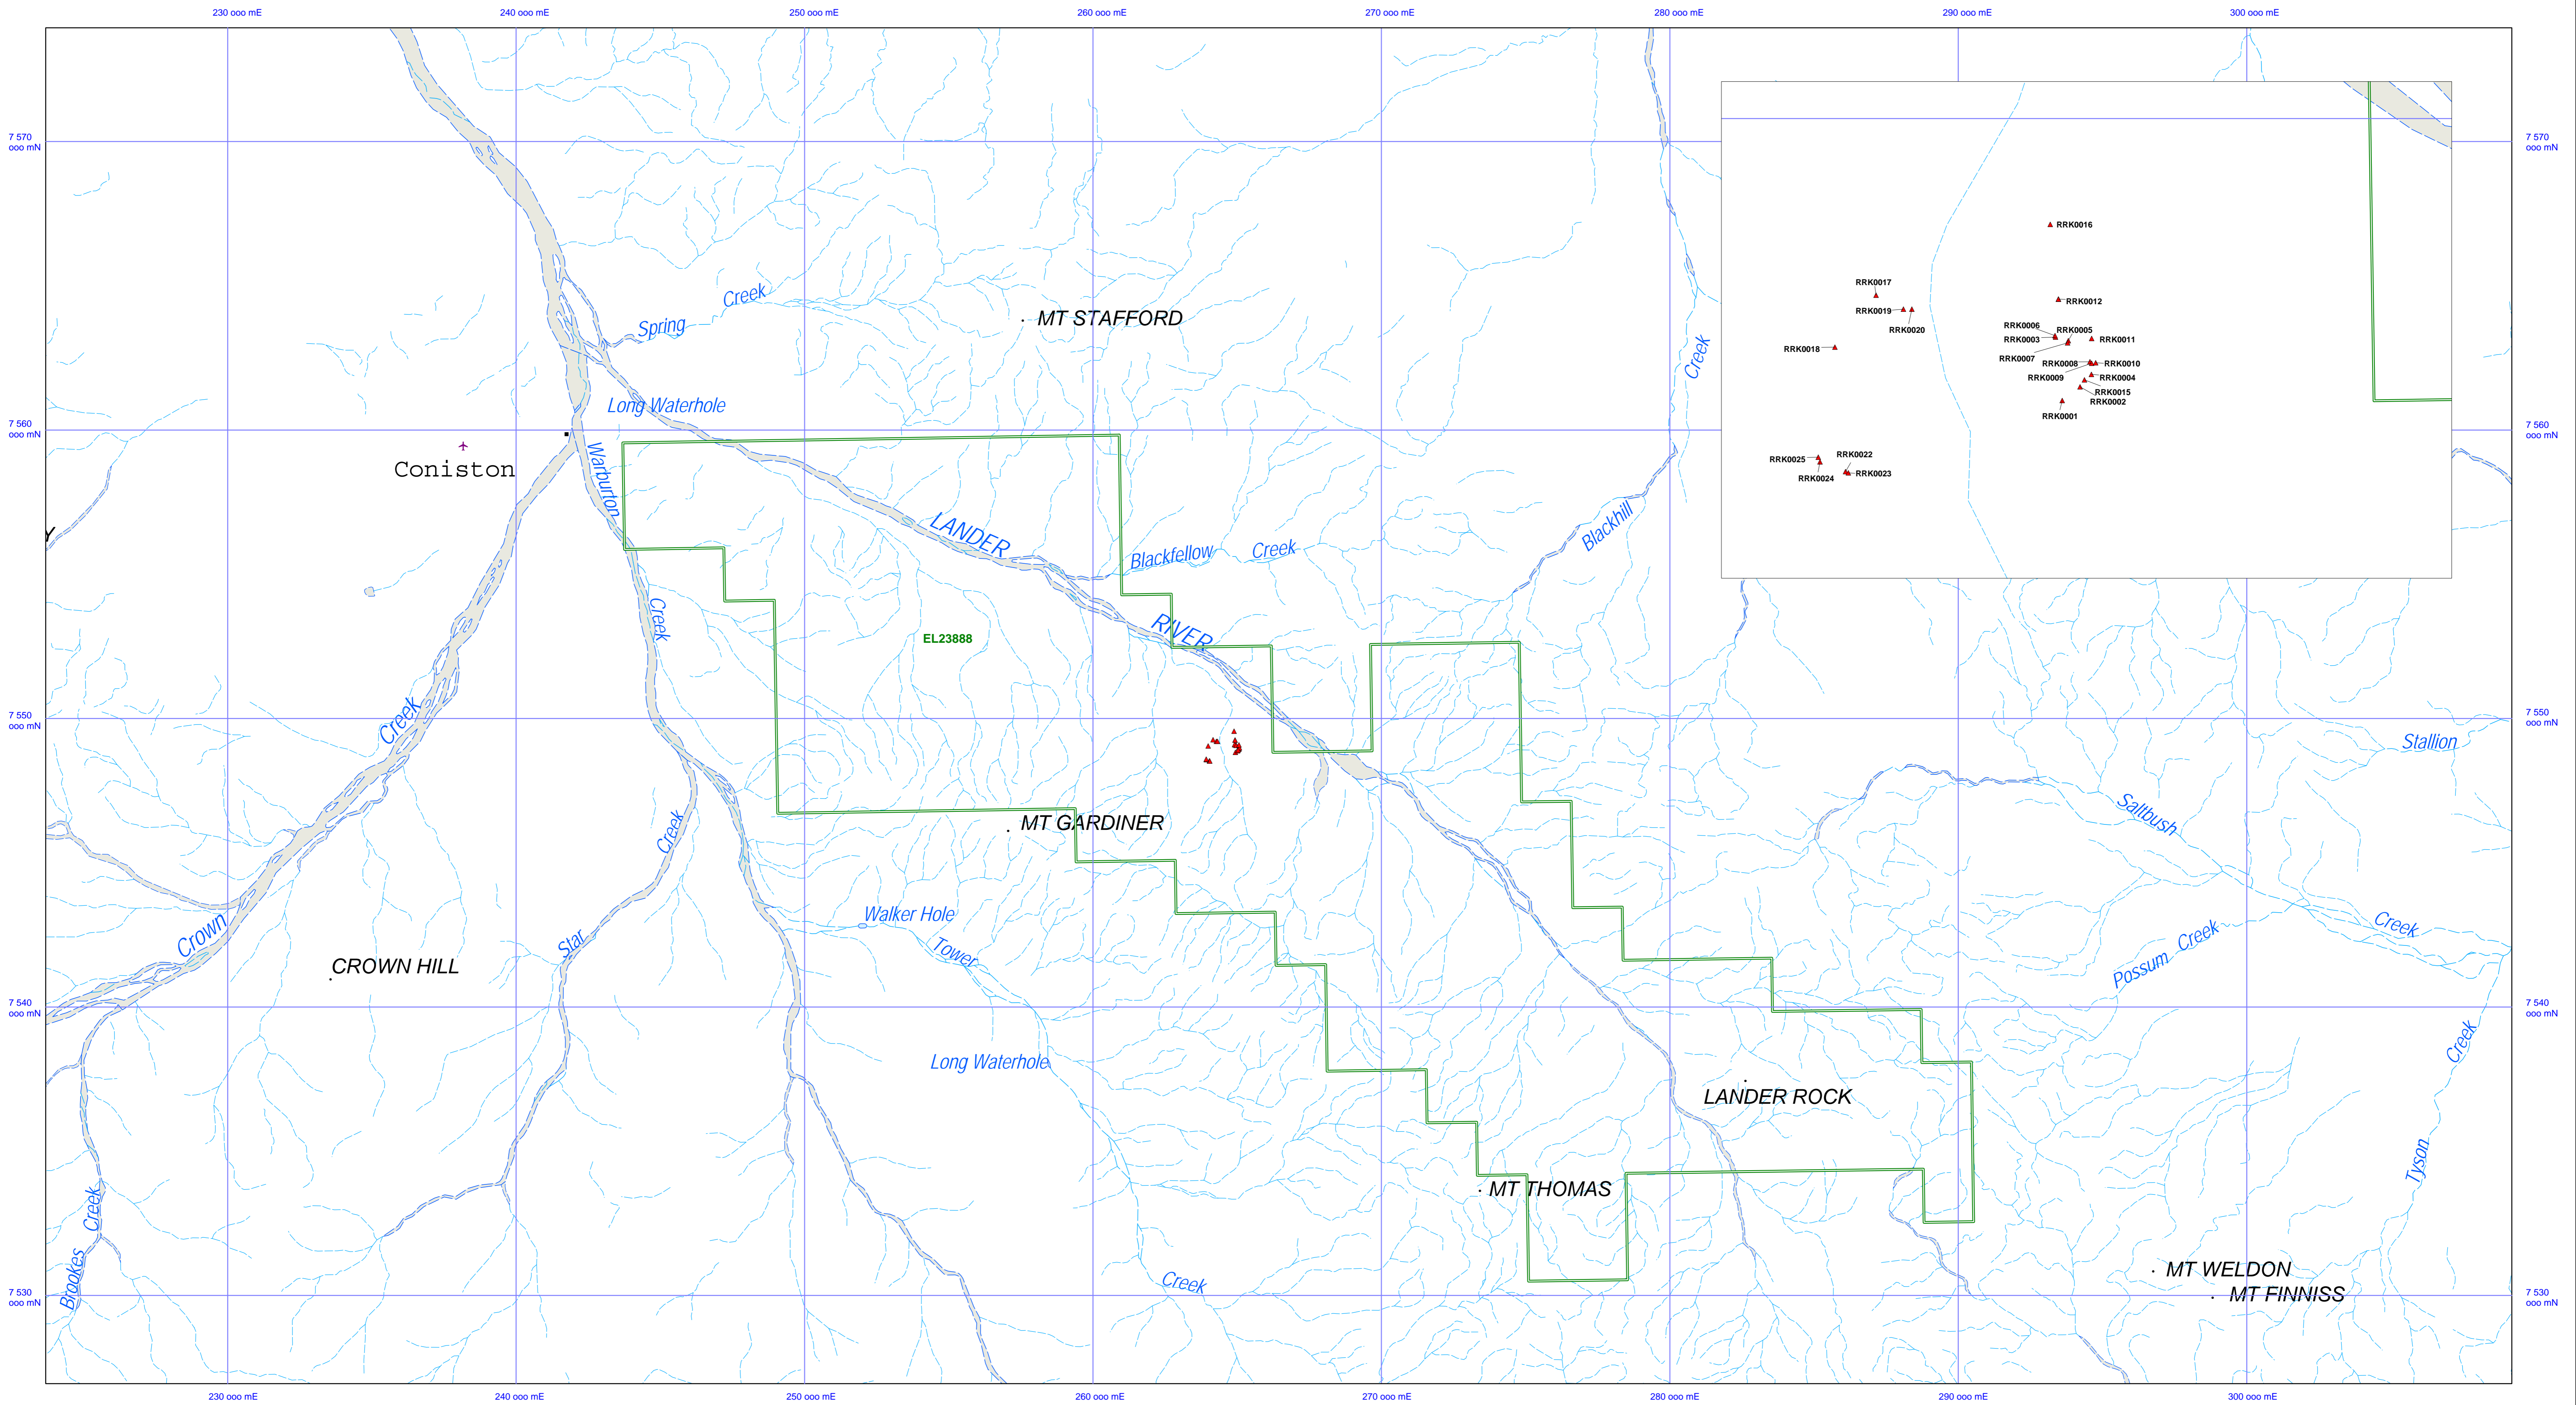 230 000 mE
240 000 mE
250 000 mE
260 000 mE
270 000 mE
280 000 mE
290 000 mE
300 000 mE
7 570
000 mN
7 570
000 mN
RRK0016
RRK0017
RRK0012
RRK0019
RRK0020
RRK0006
RRK0005
RRK0003
RRK0011
RRK0018
RRK0007
RRK0008
RRK0010
RRK0009
RRK0004
RRK0015
RRK0002
RRK0001
RRK0022
RRK0025
RRK0023
RRK0024
Spring Creek
MT STAFFORD
Creek
Long Waterhole
7 560
000 mN
7 560
000 mN
Coniston
Warburton
Y
LANDER
Blackfellow Creek
Blackhill
Creek
EL23888
RIVER
7 550
000 mN
7 550
000 mN
Creek
Stallion
Saltbush
MT GARDINER
Creek
Walker Hole
Crown
Star
Tower
Creek
Possum Creek
CROWN HILL
7 540
000 mN
7 540
000 mN
Creek
Long Waterhole
LANDER ROCK
Tyson
MT THOMAS
Creek
Brookes
Creek
MT WELDON
MT FINNISS
7 530
000 mN
7 530
000 mN
230 000 mE
240 000 mE
250 000 mE
260 000 mE
270 000 mE
280 000 mE
290 000 mE
300 000 mE